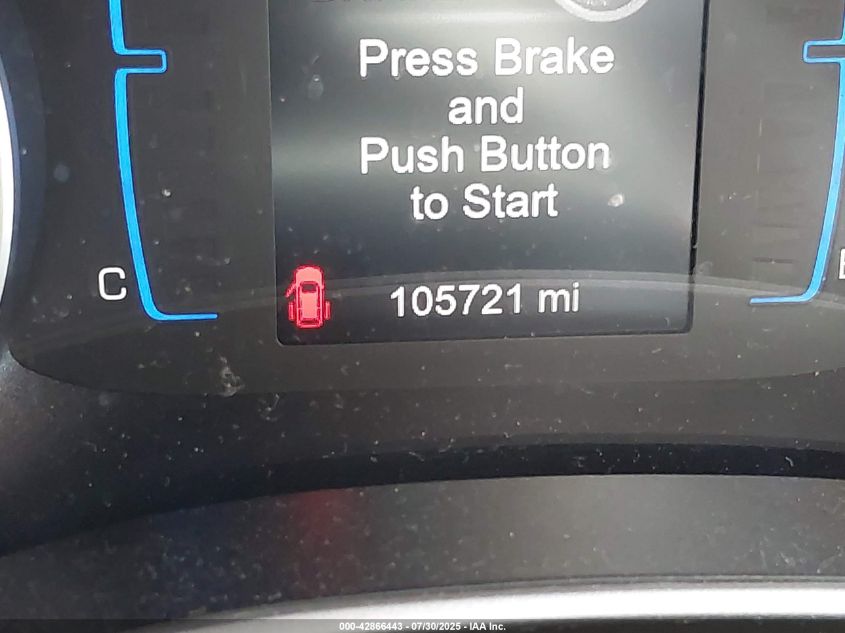 Press Brake
and
Push Button
to Start
C
105721 mi
000-42866443 - 07/30/2025 - IAA Inc.